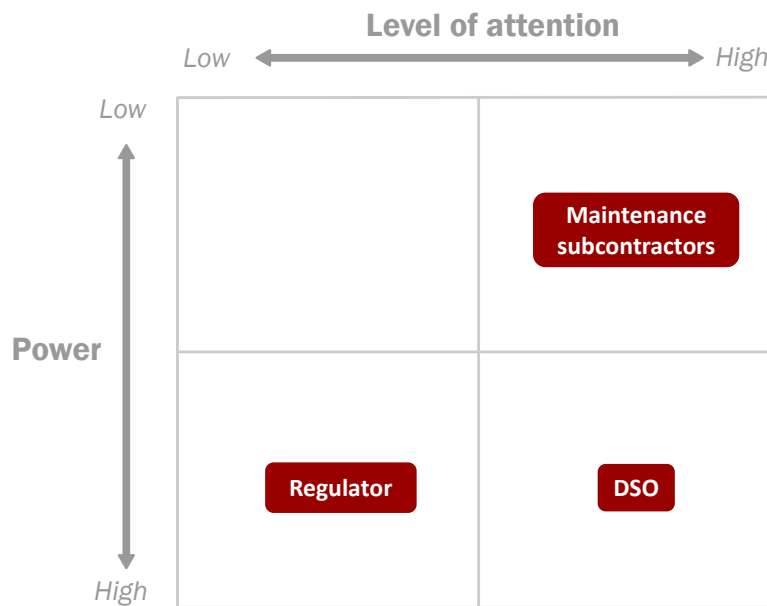 Level of attention
Low
High
Low
Maintenance
subcontractors
Power
Regulator
DSO
High